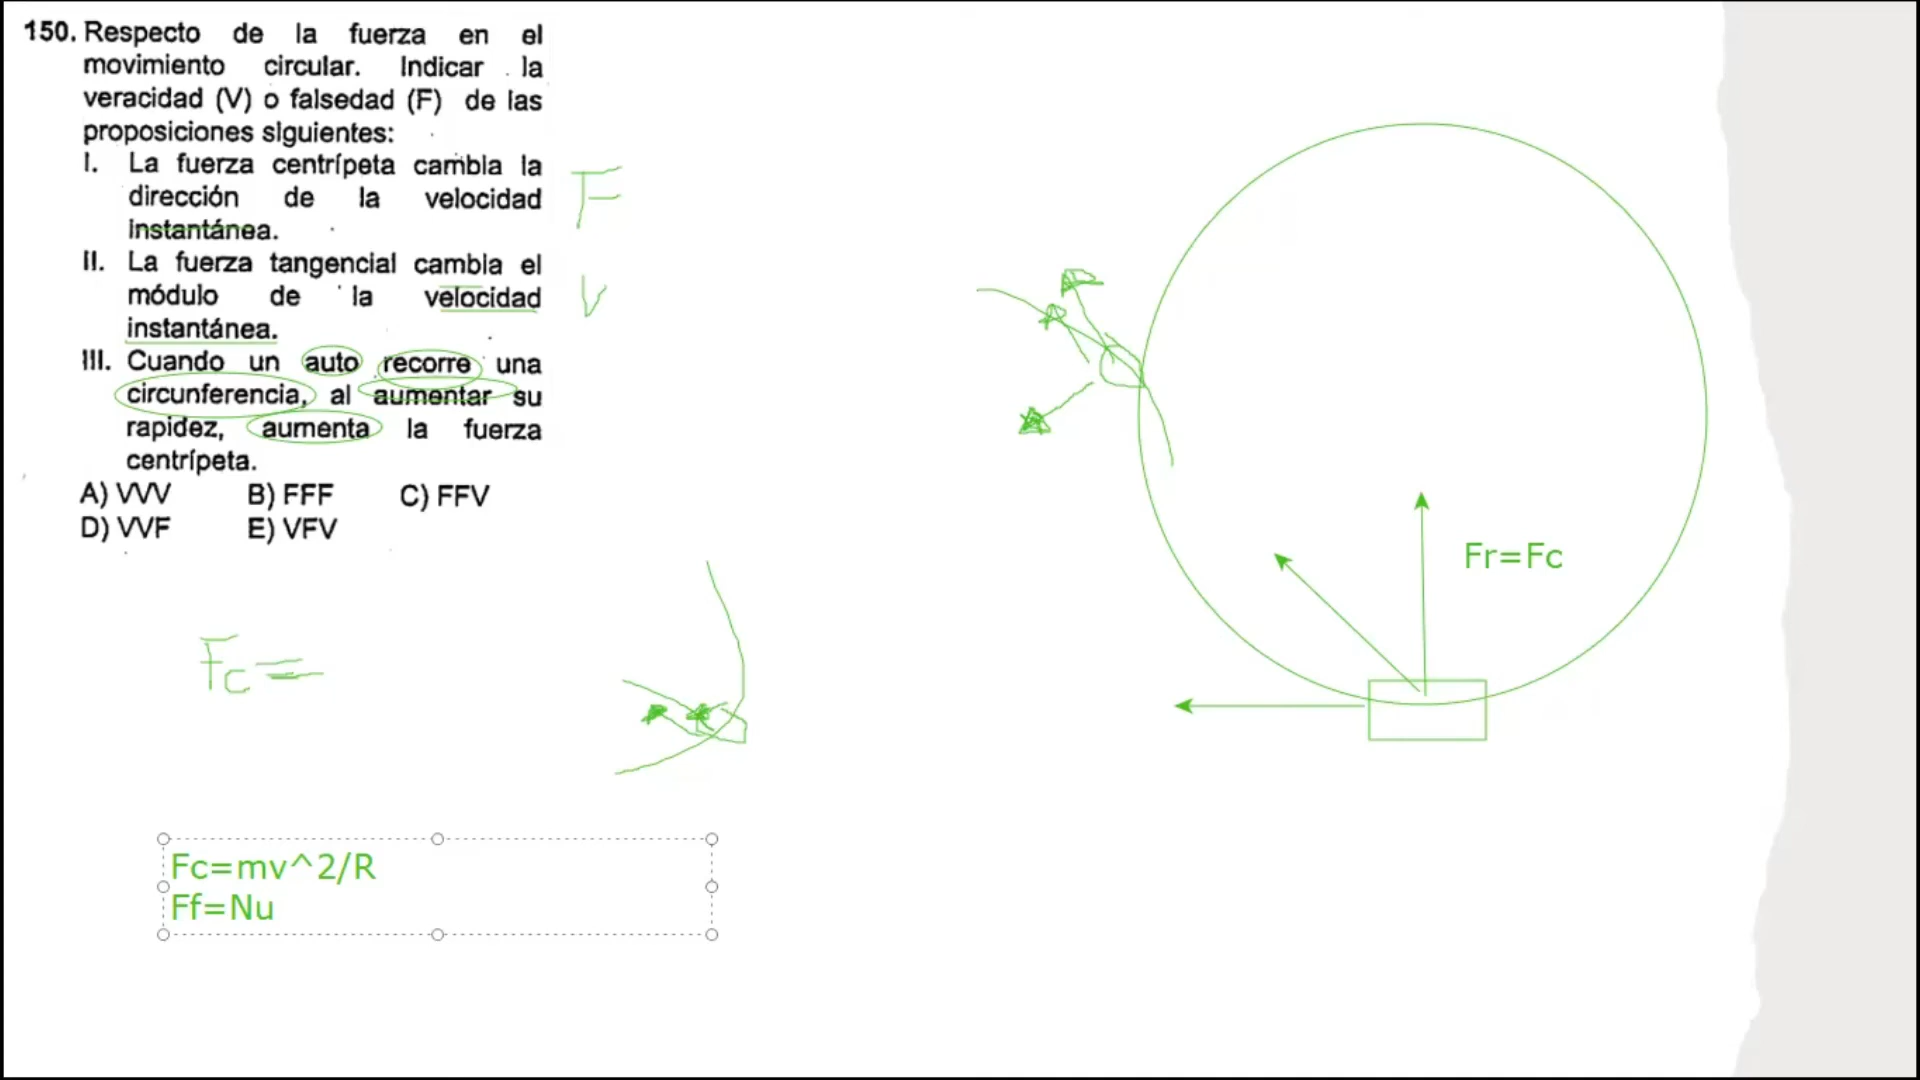 150. Respecto de la fuerza en el
movimiento circular. Indicar la
veracidad (V) o falsedad (F) de las
proposiciones siguientes:
I. La fuerza centrípeta cambia la
dirección de la velocidad
instantánea.
II. La fuerza tangencial cambia el
módulo de la velocidad
instantánea.
III. Cuando un auto recorre una
circunferencia, al aumentar su
rapidez, aumenta la fuerza
centrípeta.
A) VVV B) FFF C) FFV
D) VVF E) VFV
F
V
Fc=
Fc=mv^2/R
Ff=Nu
Fr=Fc